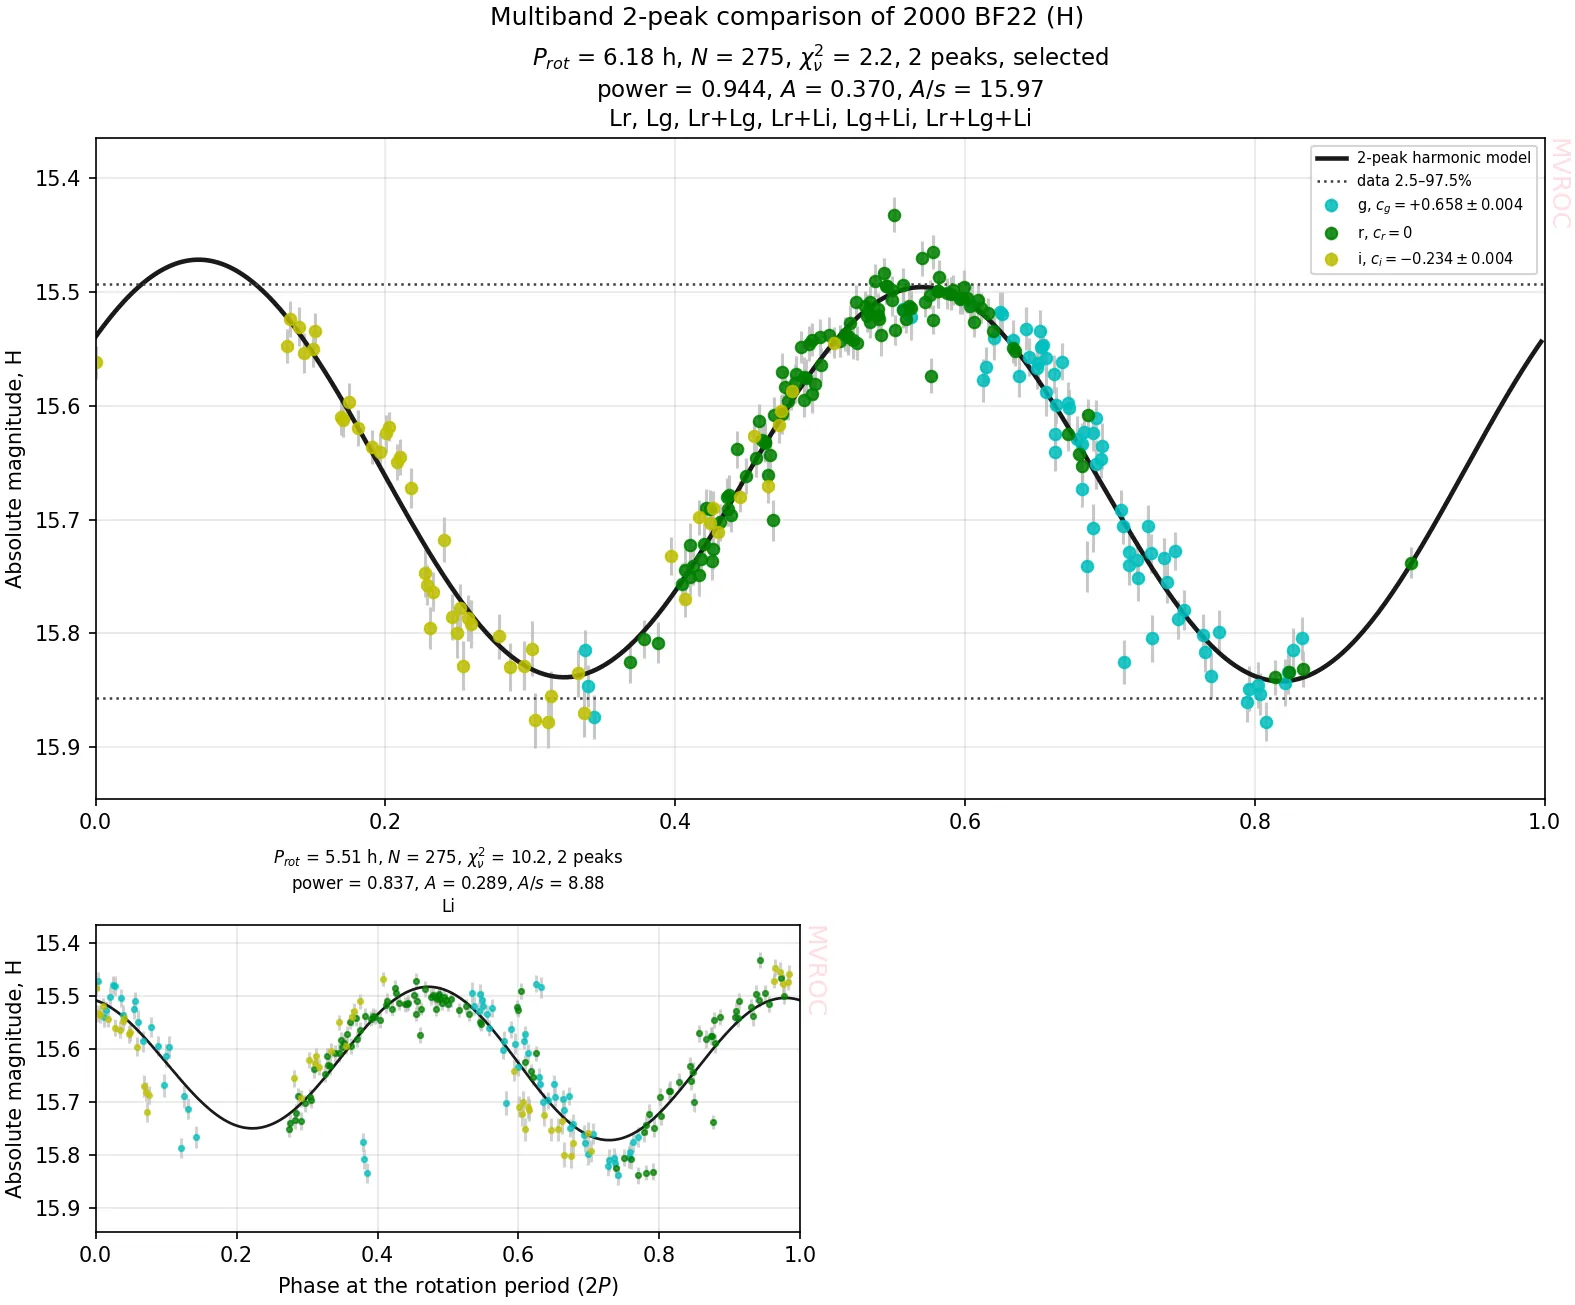 Multiband 2-peak comparison of 2000 BF22 (H)
P_rot = 6.18 h, N = 275, χ²_ν = 2.2, 2 peaks, selected
power = 0.944, A = 0.370, A/s = 15.97
Lr, Lg, Lr+Lg, Lr+Li, Lg+Li, Lr+Lg+Li
2-peak harmonic model
data 2.5–97.5%
g, c_g = +0.658 ± 0.004
r, c_r = 0
i, c_i = −0.234 ± 0.004
MVROC
Absolute magnitude, H
15.4
15.5
15.6
15.7
15.8
15.9
0.0 0.2 0.4 0.6 0.8 1.0
P_rot = 5.51 h, N = 275, χ²_ν = 10.2, 2 peaks
power = 0.837, A = 0.289, A/s = 8.88
Li
MVROC
Absolute magnitude, H
15.4
15.5
15.6
15.7
15.8
15.9
0.0 0.2 0.4 0.6 0.8 1.0
Phase at the rotation period (2P)